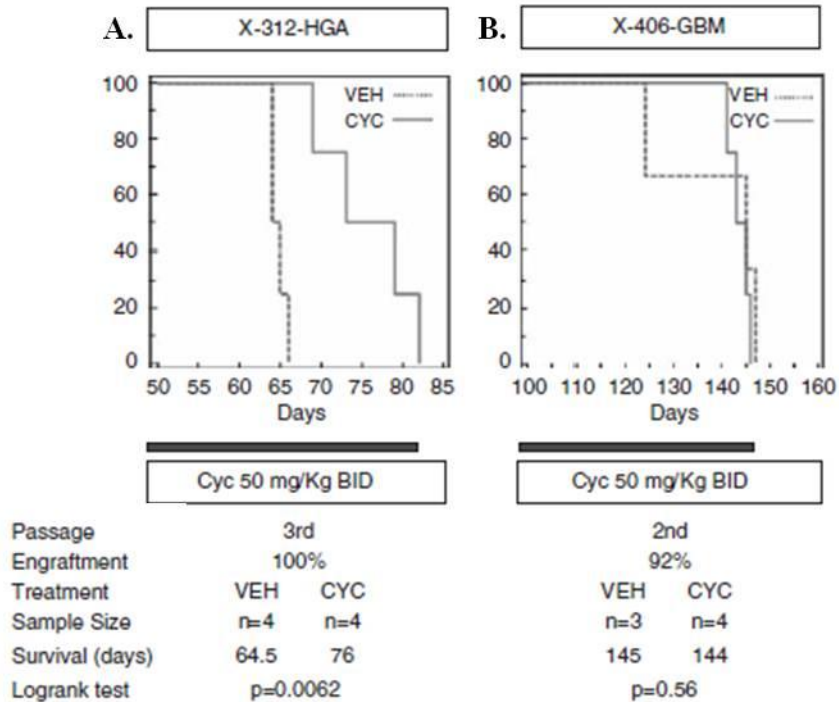 A. X-312-HGA
B. X-406-GBM
100
80
60
40
20
0
VEH
CYC
50 55 60 65 70 75 80 85
Days
100
80
60
40
20
0
VEH
CYC
100 110 120 130 140 150 160
Days
Cyc 50 mg/Kg BID
Cyc 50 mg/Kg BID
Passage 3rd 2nd
Engraftment 100% 92%
Treatment VEH CYC VEH CYC
Sample Size n=4 n=4 n=3 n=4
Survival (days) 64.5 76 145 144
Logrank test p=0.0062 p=0.56